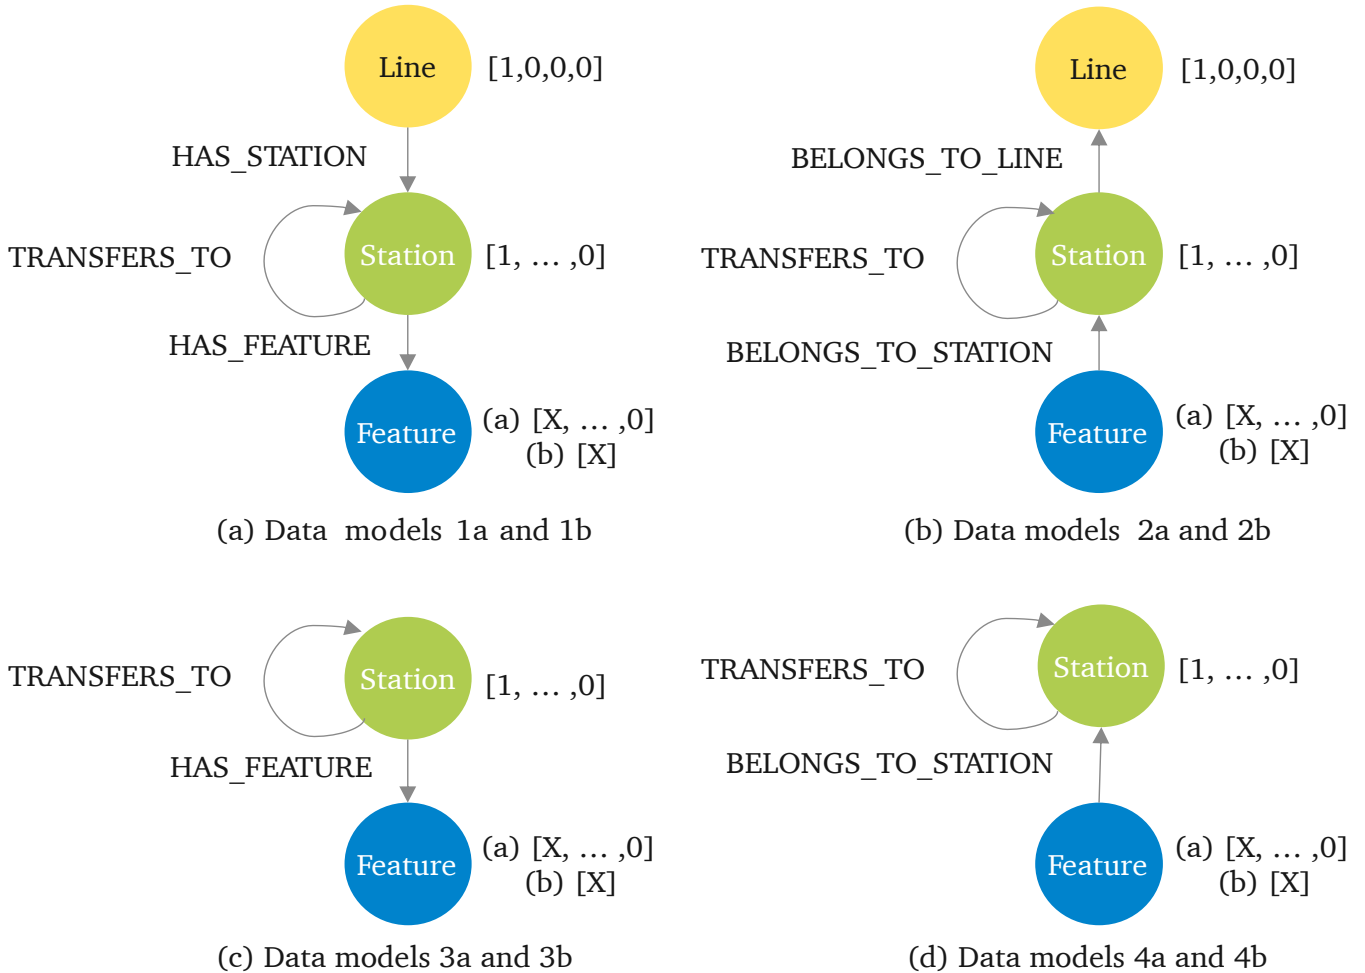 Line [1,0,0,0]
HAS_STATION
TRANSFERS_TO
Station [1, … ,0]
HAS_FEATURE
Feature
(a) [X, … ,0]
(b) [X]
(a) Data models 1a and 1b
Line [1,0,0,0]
BELONGS_TO_LINE
TRANSFERS_TO
Station [1, … ,0]
BELONGS_TO_STATION
Feature
(a) [X, … ,0]
(b) [X]
(b) Data models 2a and 2b
TRANSFERS_TO
Station [1, … ,0]
HAS_FEATURE
Feature
(a) [X, … ,0]
(b) [X]
(c) Data models 3a and 3b
TRANSFERS_TO
Station [1, … ,0]
BELONGS_TO_STATION
Feature
(a) [X, … ,0]
(b) [X]
(d) Data models 4a and 4b